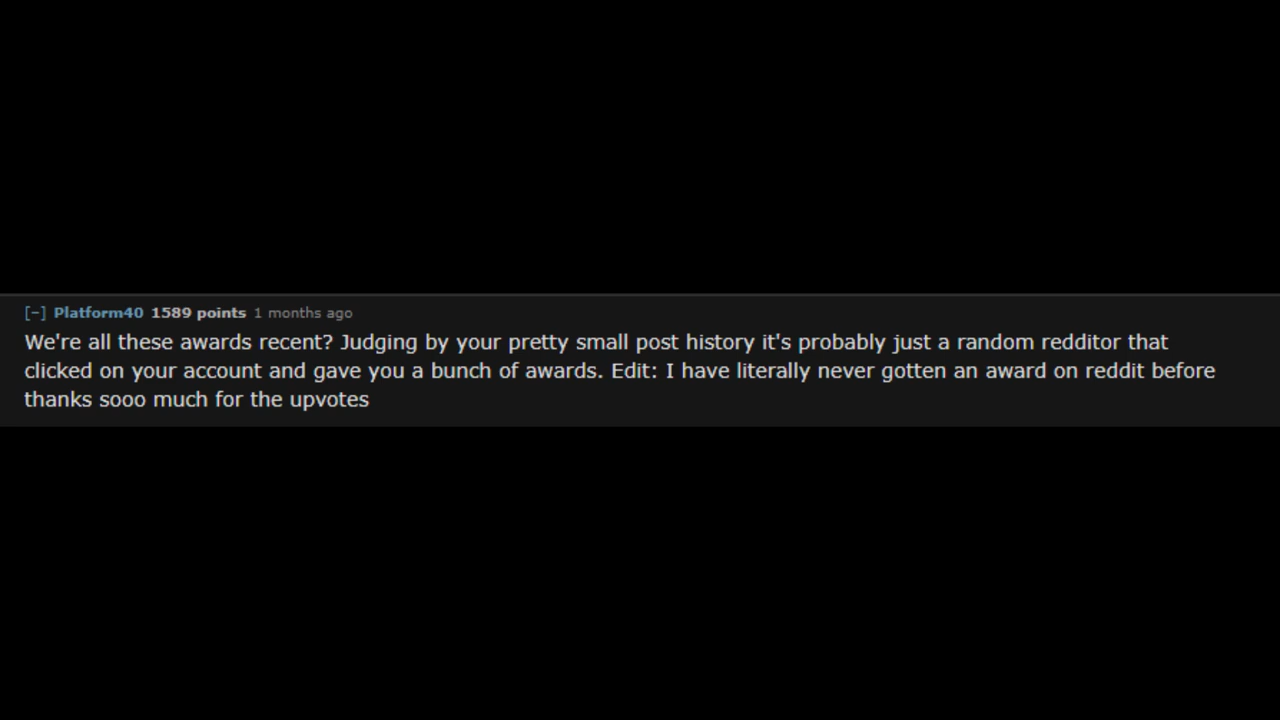 [−] Platform40 1589 points 1 months ago
We're all these awards recent? Judging by your pretty small post history it's probably just a random redditor that
clicked on your account and gave you a bunch of awards. Edit: I have literally never gotten an award on reddit before
thanks sooo much for the upvotes